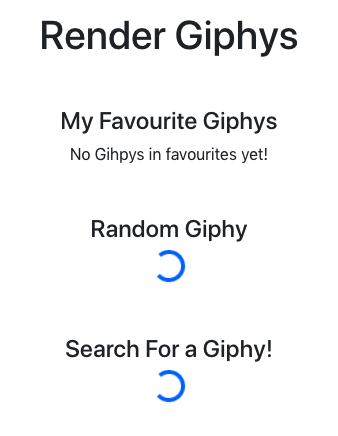 Render Giphys
My Favourite Giphys
No Gihpys in favourites yet!
Random Giphy
Search For a Giphy!